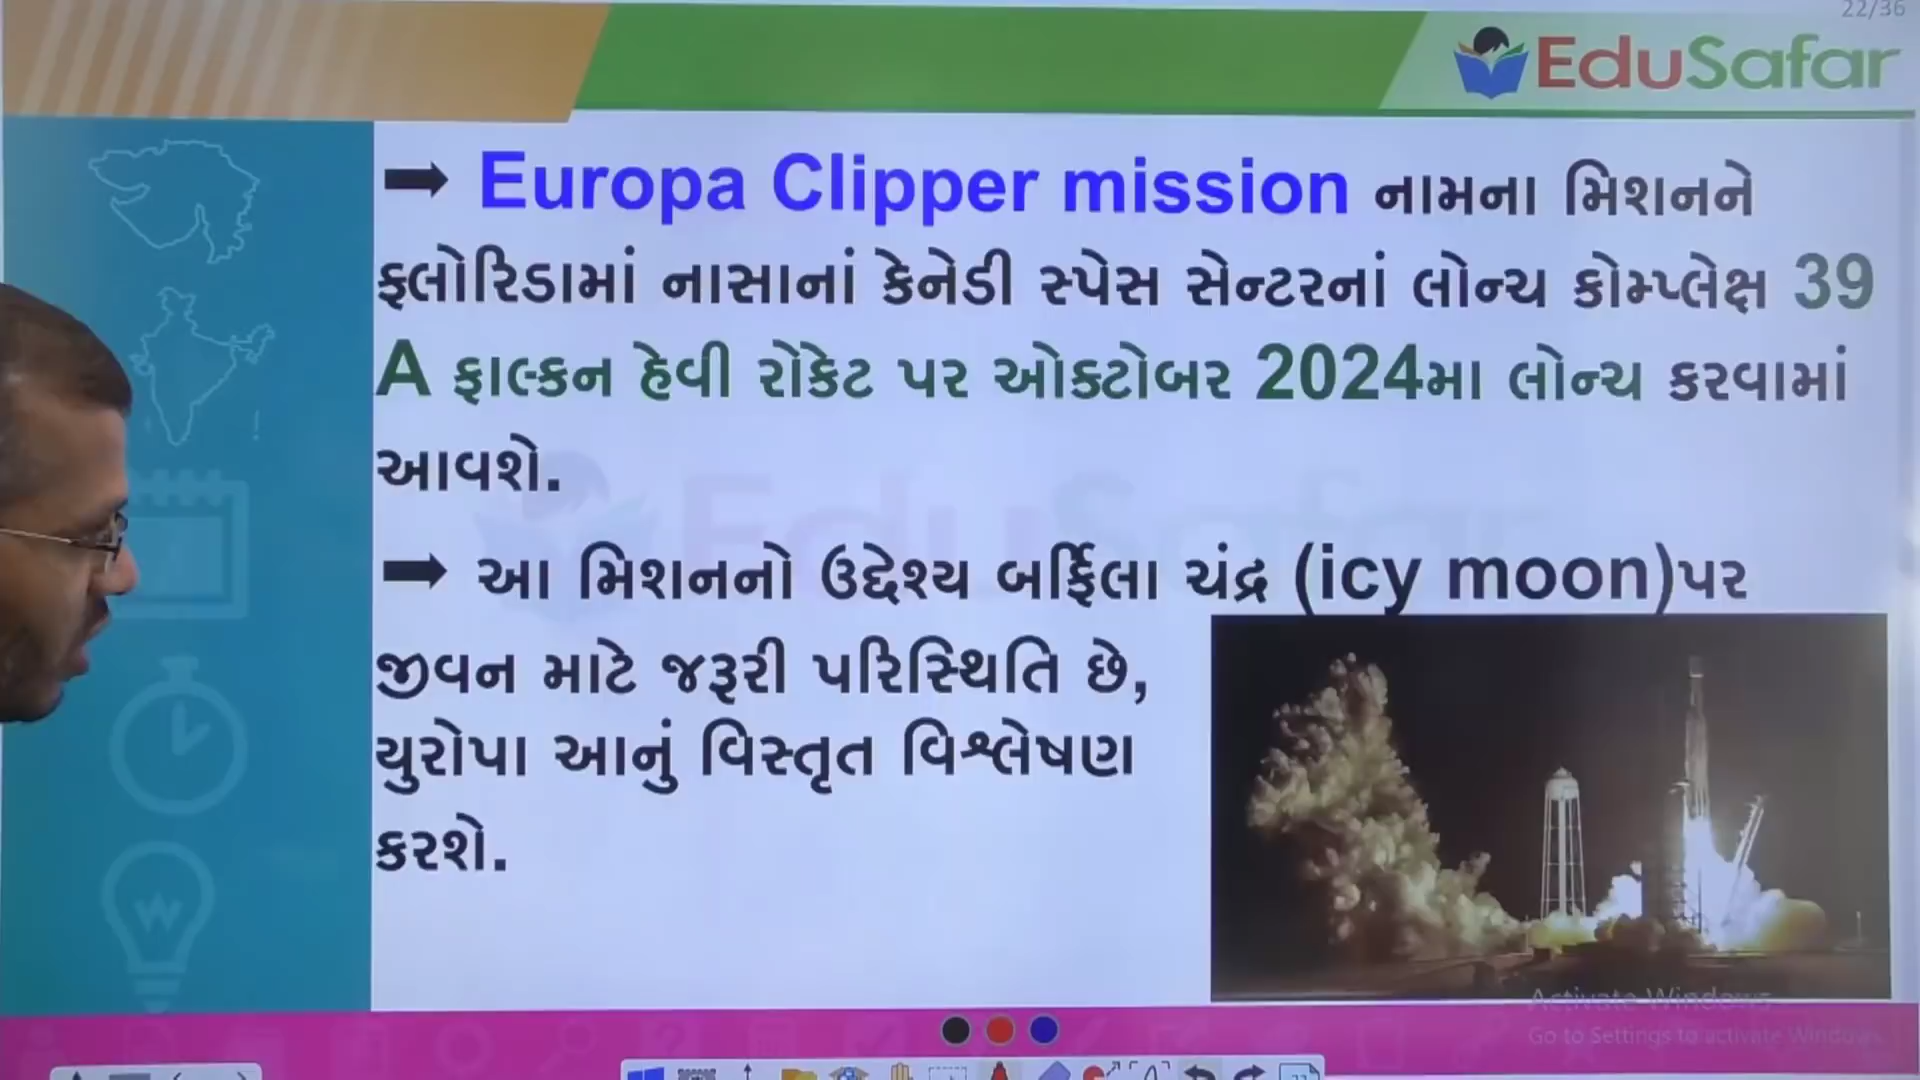 22/36
EduSafar
➡ Europa Clipper mission નામના મિશનને
ફ્લોરિડામાં નાસાનાં કેનેડી સ્પેસ સેન્ટરનાં લોન્ચ કોમ્પ્લેક્ષ 39
A ફાલ્કન હેવી રોકેટ પર ઓક્ટોબર 2024મા લોન્ચ કરવામાં
આવશે.
➡ આ મિશનનો ઉદ્દેશ્ય બર્ફિલા ચંદ્ર (icy moon)પર
જીવન માટે જરૂરી પરિસ્થિતિ છે,
યુરોપા આનું વિસ્તૃત વિશ્લેષણ
કરશે.
EduSafar
Activate Windows
Go to Settings to activate Windows.